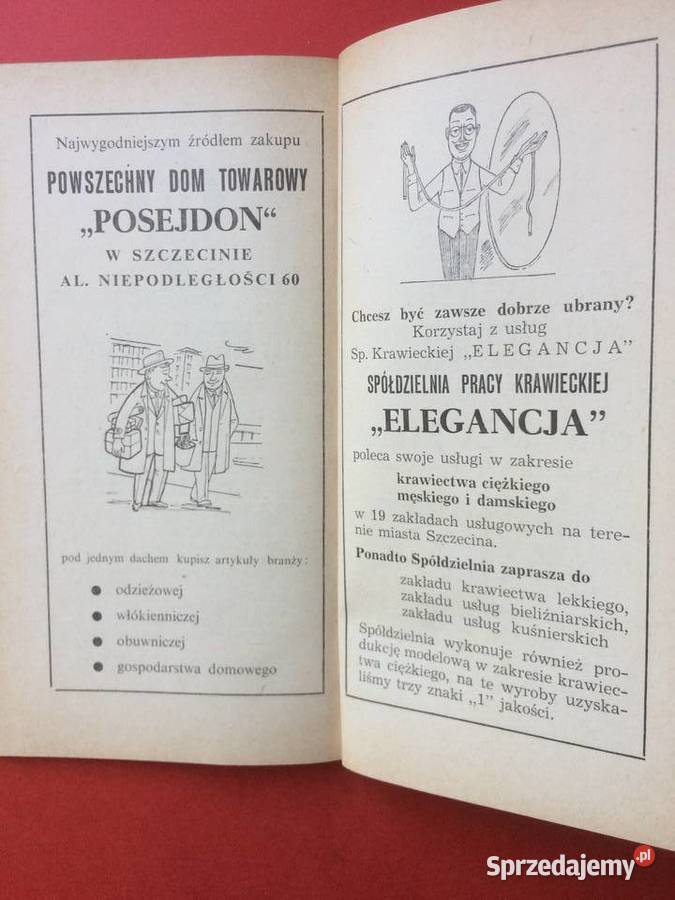 Najwygodniejszym źródłem zakupu
POWSZECHNY DOM TOWAROWY
„POSEJDON“
W SZCZECINIE
AL. NIEPODLEGŁOŚCI 60
pod jednym dachem kupisz artykuły branży:
● odzieżowej
● włókienniczej
● obuwniczej
● gospodarstwa domowego
Chcesz być zawsze dobrze ubrany?
Korzystaj z usług
Sp. Krawieckiej „ELEGANCJA”
SPÓŁDZIELNIA PRACY KRAWIECKIEJ
„ELEGANCJA”
poleca swoje usługi w zakresie
krawiectwa ciężkiego
męskiego i damskiego
w 19 zakładach usługowych na tere-
nie miasta Szczecina.
Ponadto Spółdzielnia zaprasza do
zakładu krawiectwa lekkiego,
zakładu usług bieliźniarskich,
zakładu usług kuśnierskich
Spółdzielnia wykonuje również pro-
dukcję modelową w zakresie krawiec-
twa ciężkiego, na te wyroby uzyska-
liśmy trzy znaki „1” jakości.
Sprzedajemy.pl